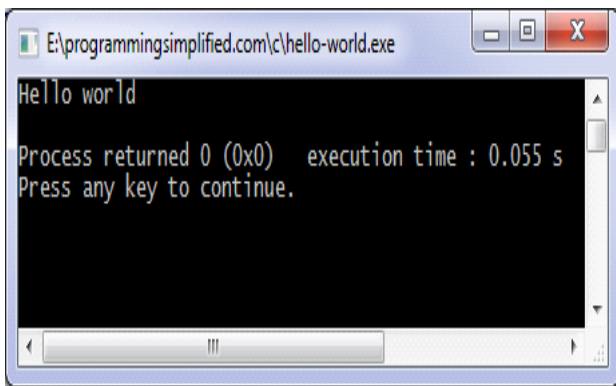 E:\programmingsimplified.com\c\hello-world.exe
Hello world
Process returned 0 (0x0)   execution time : 0.055 s
Press any key to continue.